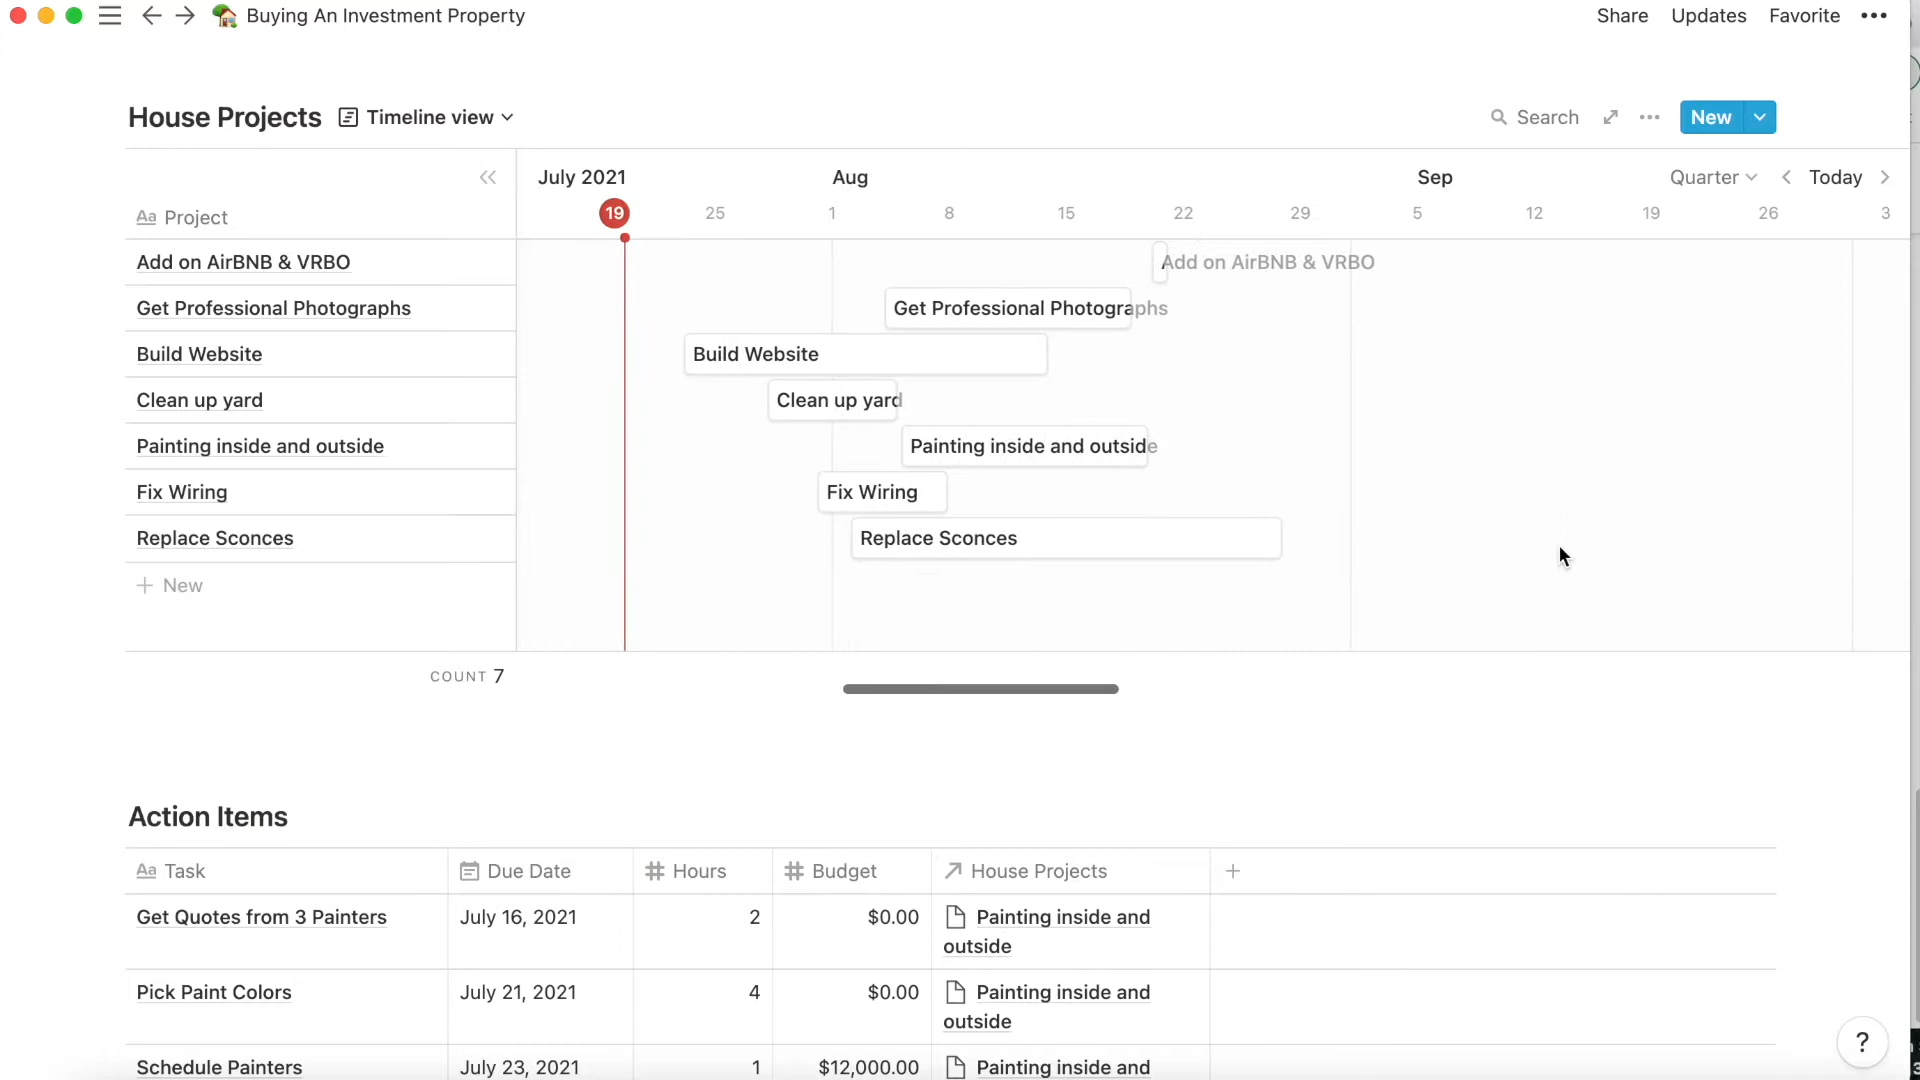 Buying An Investment Property
Share Updates Favorite
House Projects Timeline view
Search New
July 2021 Aug Sep Quarter Today
Aa Project 19 25 1 8 15 22 29 5 12 19 26 3
Add on AirBNB & VRBO Add on AirBNB & VRBO
Get Professional Photographs Get Professional Photographs
Build Website Build Website
Clean up yard Clean up yard
Painting inside and outside Painting inside and outside
Fix Wiring Fix Wiring
Replace Sconces Replace Sconces
+ New
COUNT 7
Action Items
Aa Task Due Date # Hours # Budget House Projects +
Get Quotes from 3 Painters July 16, 2021 2 $0.00 Painting inside and
outside
Pick Paint Colors July 21, 2021 4 $0.00 Painting inside and
outside
Schedule Painters July 23, 2021 1 $12,000.00 Painting inside and
?